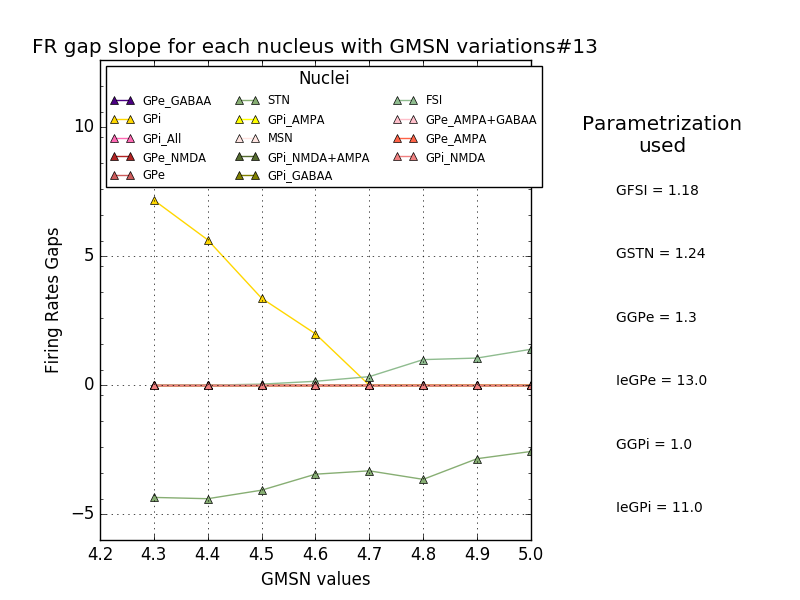 FR gap slope for each nucleus with GMSN variations#13
Nuclei
GPe_GABAA STN FSI
GPi GPi_AMPA GPe_AMPA+GABAA
GPi_All MSN GPe_AMPA
GPe_NMDA GPi_NMDA+AMPA GPi_NMDA
GPe GPi_GABAA
10
5
0
−5
Firing Rates Gaps
4.2 4.3 4.4 4.5 4.6 4.7 4.8 4.9 5.0
GMSN values
Parametrization
used
GFSI = 1.18
GSTN = 1.24
GGPe = 1.3
IeGPe = 13.0
GGPi = 1.0
IeGPi = 11.0